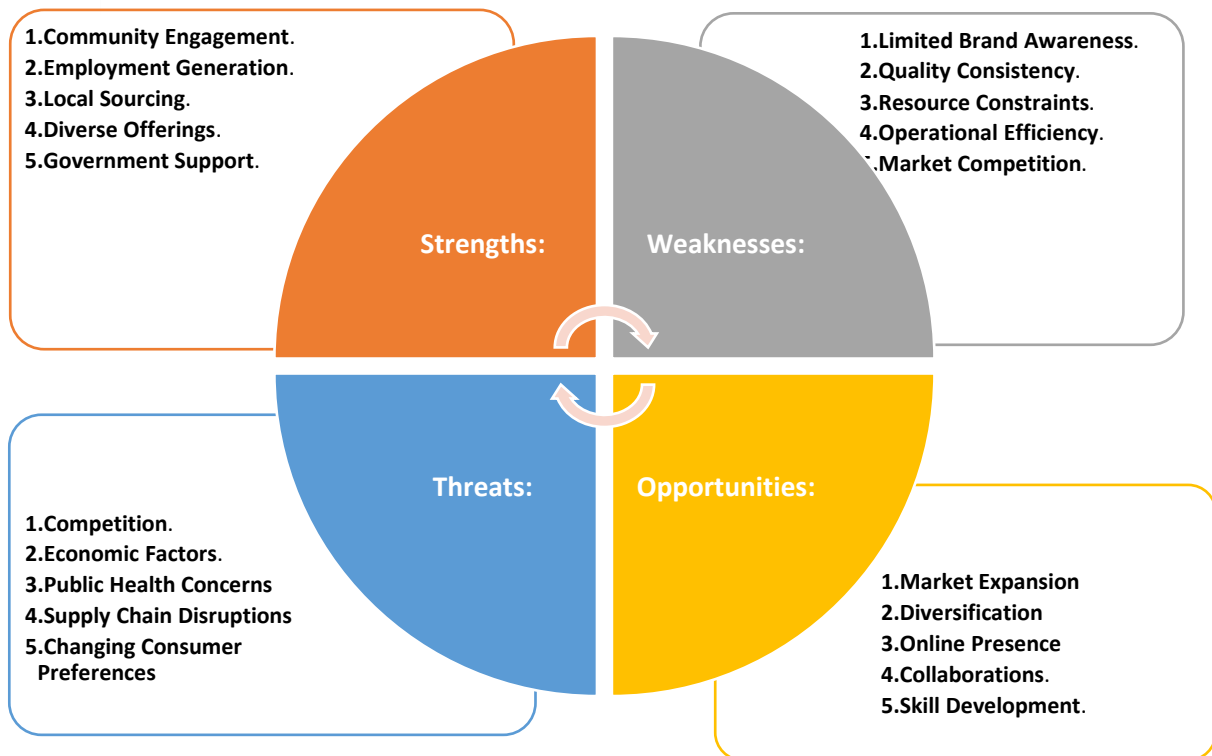 1.Community Engagement.
2.Employment Generation.
3.Local Sourcing.
4.Diverse Offerings.
5.Government Support.
1.Limited Brand Awareness.
2.Quality Consistency.
3.Resource Constraints.
4.Operational Efficiency.
.Market Competition.
Strengths:
Weaknesses:
Threats:
Opportunities:
1.Competition.
2.Economic Factors.
3.Public Health Concerns
4.Supply Chain Disruptions
5.Changing Consumer
Preferences
1.Market Expansion
2.Diversification
3.Online Presence
4.Collaborations.
5.Skill Development.